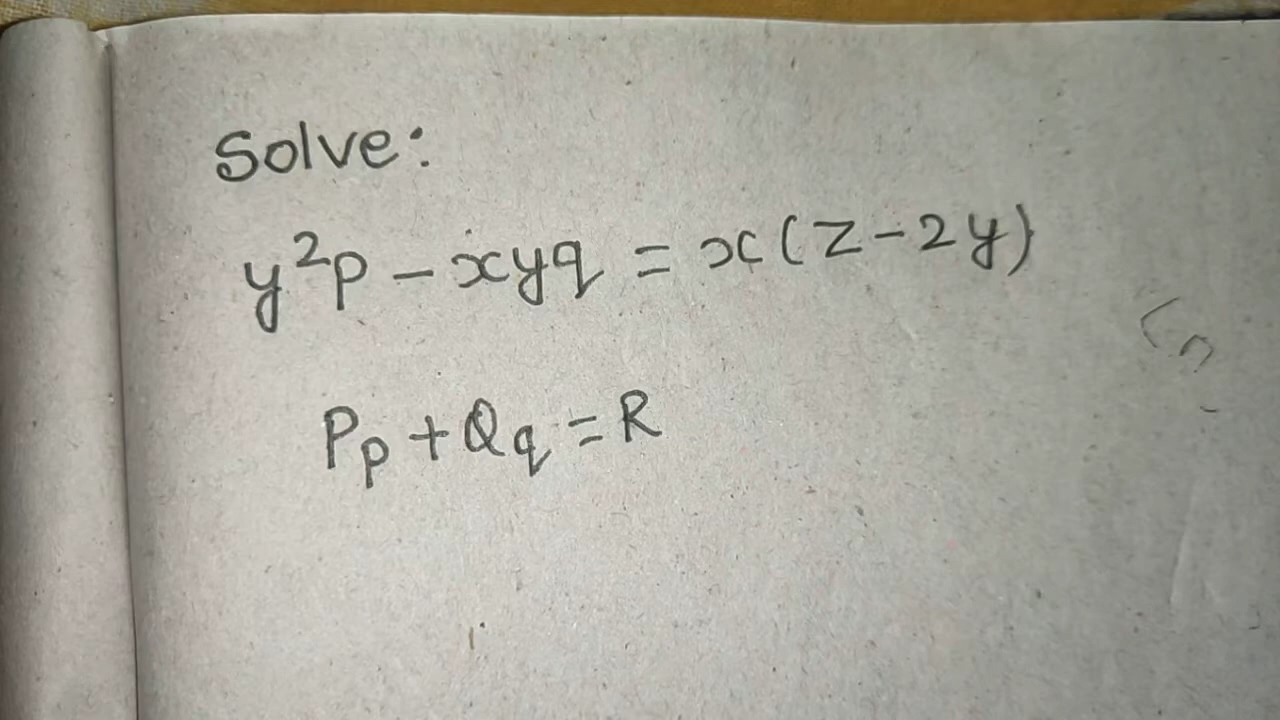 Solve:
y²p - xyq = x(z-2y)
Pp + Qq = R